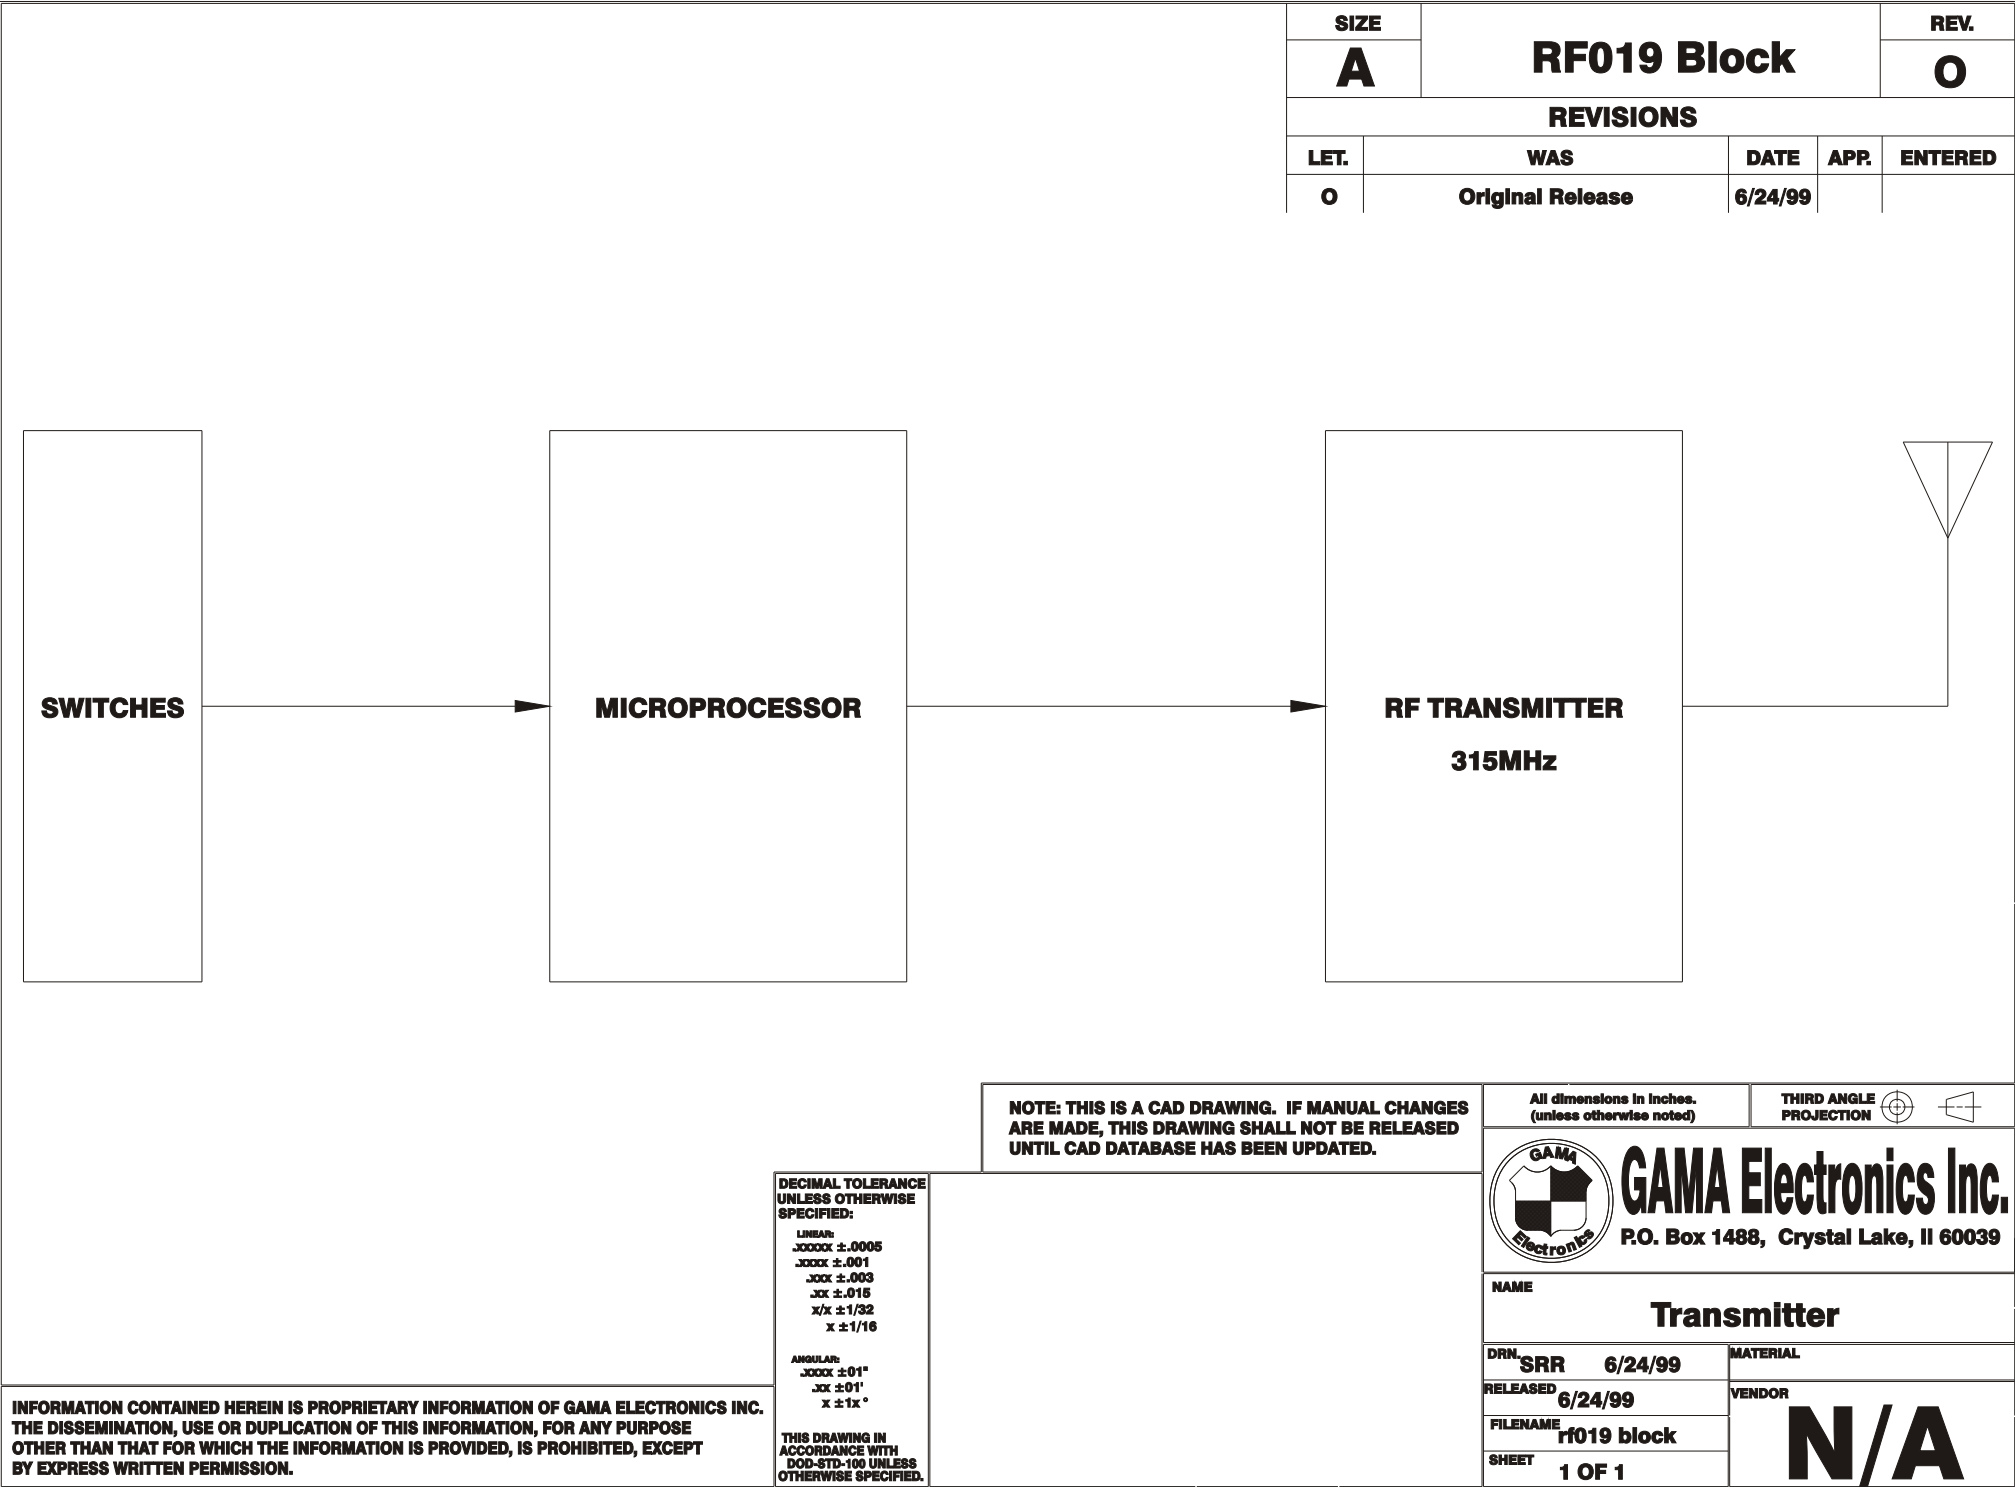 SIZE
A
RF019 Block
REV.
O
REVISIONS
LET. WAS DATE APP. ENTERED
O Original Release 6/24/99
SWITCHES
MICROPROCESSOR
RF TRANSMITTER
315MHz
NOTE: THIS IS A CAD DRAWING. IF MANUAL CHANGES
ARE MADE, THIS DRAWING SHALL NOT BE RELEASED
UNTIL CAD DATABASE HAS BEEN UPDATED.
All dimensions in inches.
(unless otherwise noted)
THIRD ANGLE
PROJECTION
GAMA
Electronics
GAMA Electronics Inc.
P.O. Box 1488, Crystal Lake, Il 60039
DECIMAL TOLERANCE
UNLESS OTHERWISE
SPECIFIED:
LINEAR:
.xxxxx ±.0005
.xxxx ±.001
.xxx ±.003
.xx ±.015
x/x ±1/32
x ±1/16
ANGULAR:
.xxxx ±01"
.xx ±01'
x ±1x°
THIS DRAWING IN
ACCORDANCE WITH
DOD-STD-100 UNLESS
OTHERWISE SPECIFIED.
NAME
Transmitter
DRN. SRR 6/24/99
RELEASED 6/24/99
FILENAME rf019 block
SHEET 1 OF 1
MATERIAL
VENDOR
N/A
INFORMATION CONTAINED HEREIN IS PROPRIETARY INFORMATION OF GAMA ELECTRONICS INC.
THE DISSEMINATION, USE OR DUPLICATION OF THIS INFORMATION, FOR ANY PURPOSE
OTHER THAN THAT FOR WHICH THE INFORMATION IS PROVIDED, IS PROHIBITED, EXCEPT
BY EXPRESS WRITTEN PERMISSION.